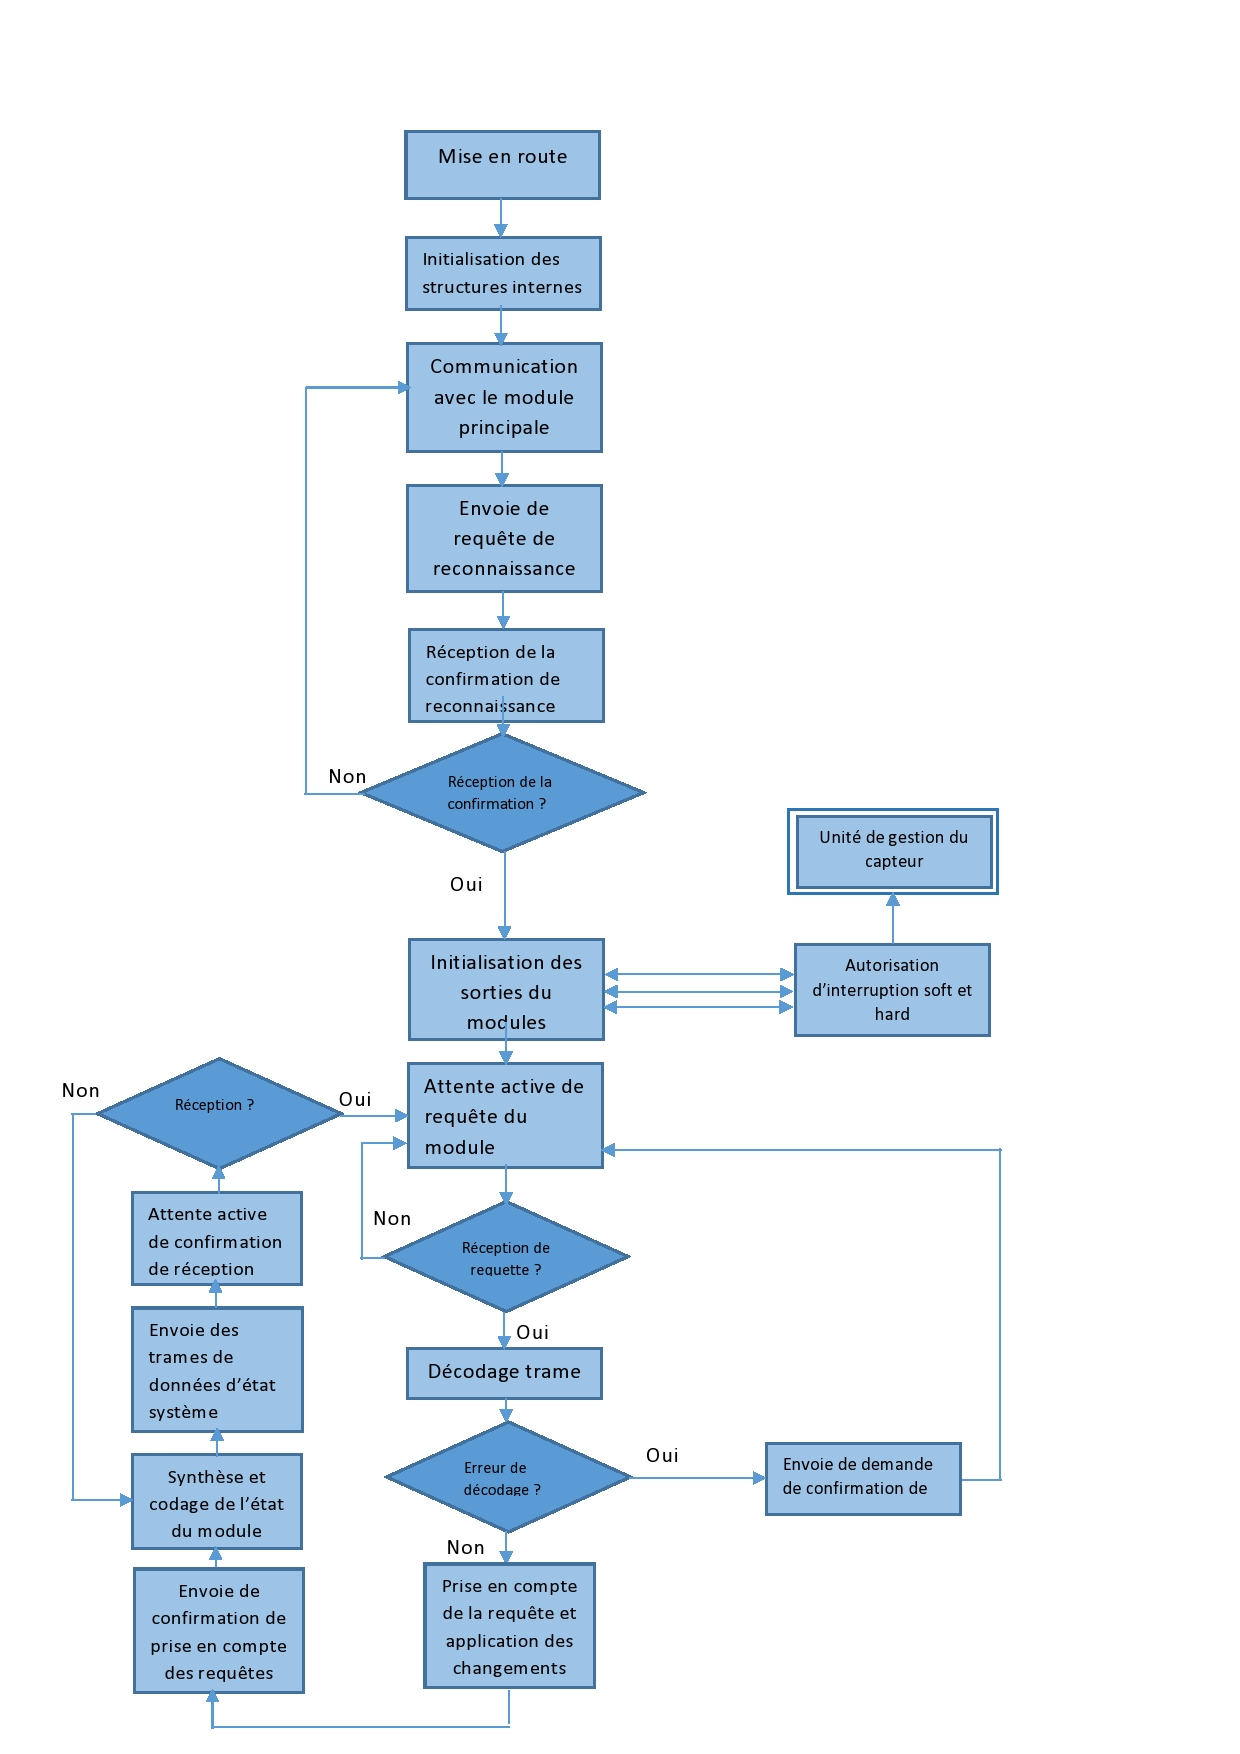 Mise en route
Initialisation des
structures internes
Communication
avec le module
principale
Envoie de
requête de
reconnaissance
Réception de la
confirmation de
reconnaissance
Non
Réception de la
confirmation ?
Oui
Unité de gestion du
capteur
Initialisation des
sorties du
modules
Autorisation
d’interruption soft et
hard
Non
Réception ?
Oui
Attente active de
requête du
module
Attente active
de confirmation
de réception
Non
Réception de
requette ?
Oui
Envoie des
trames de
données d’état
système
Décodage trame
Erreur de
décodage ?
Oui
Envoie de demande
de confirmation de
Synthèse et
codage de l’état
du module
Non
Envoie de
confirmation de
prise en compte
des requêtes
Prise en compte
de la requête et
application des
changements